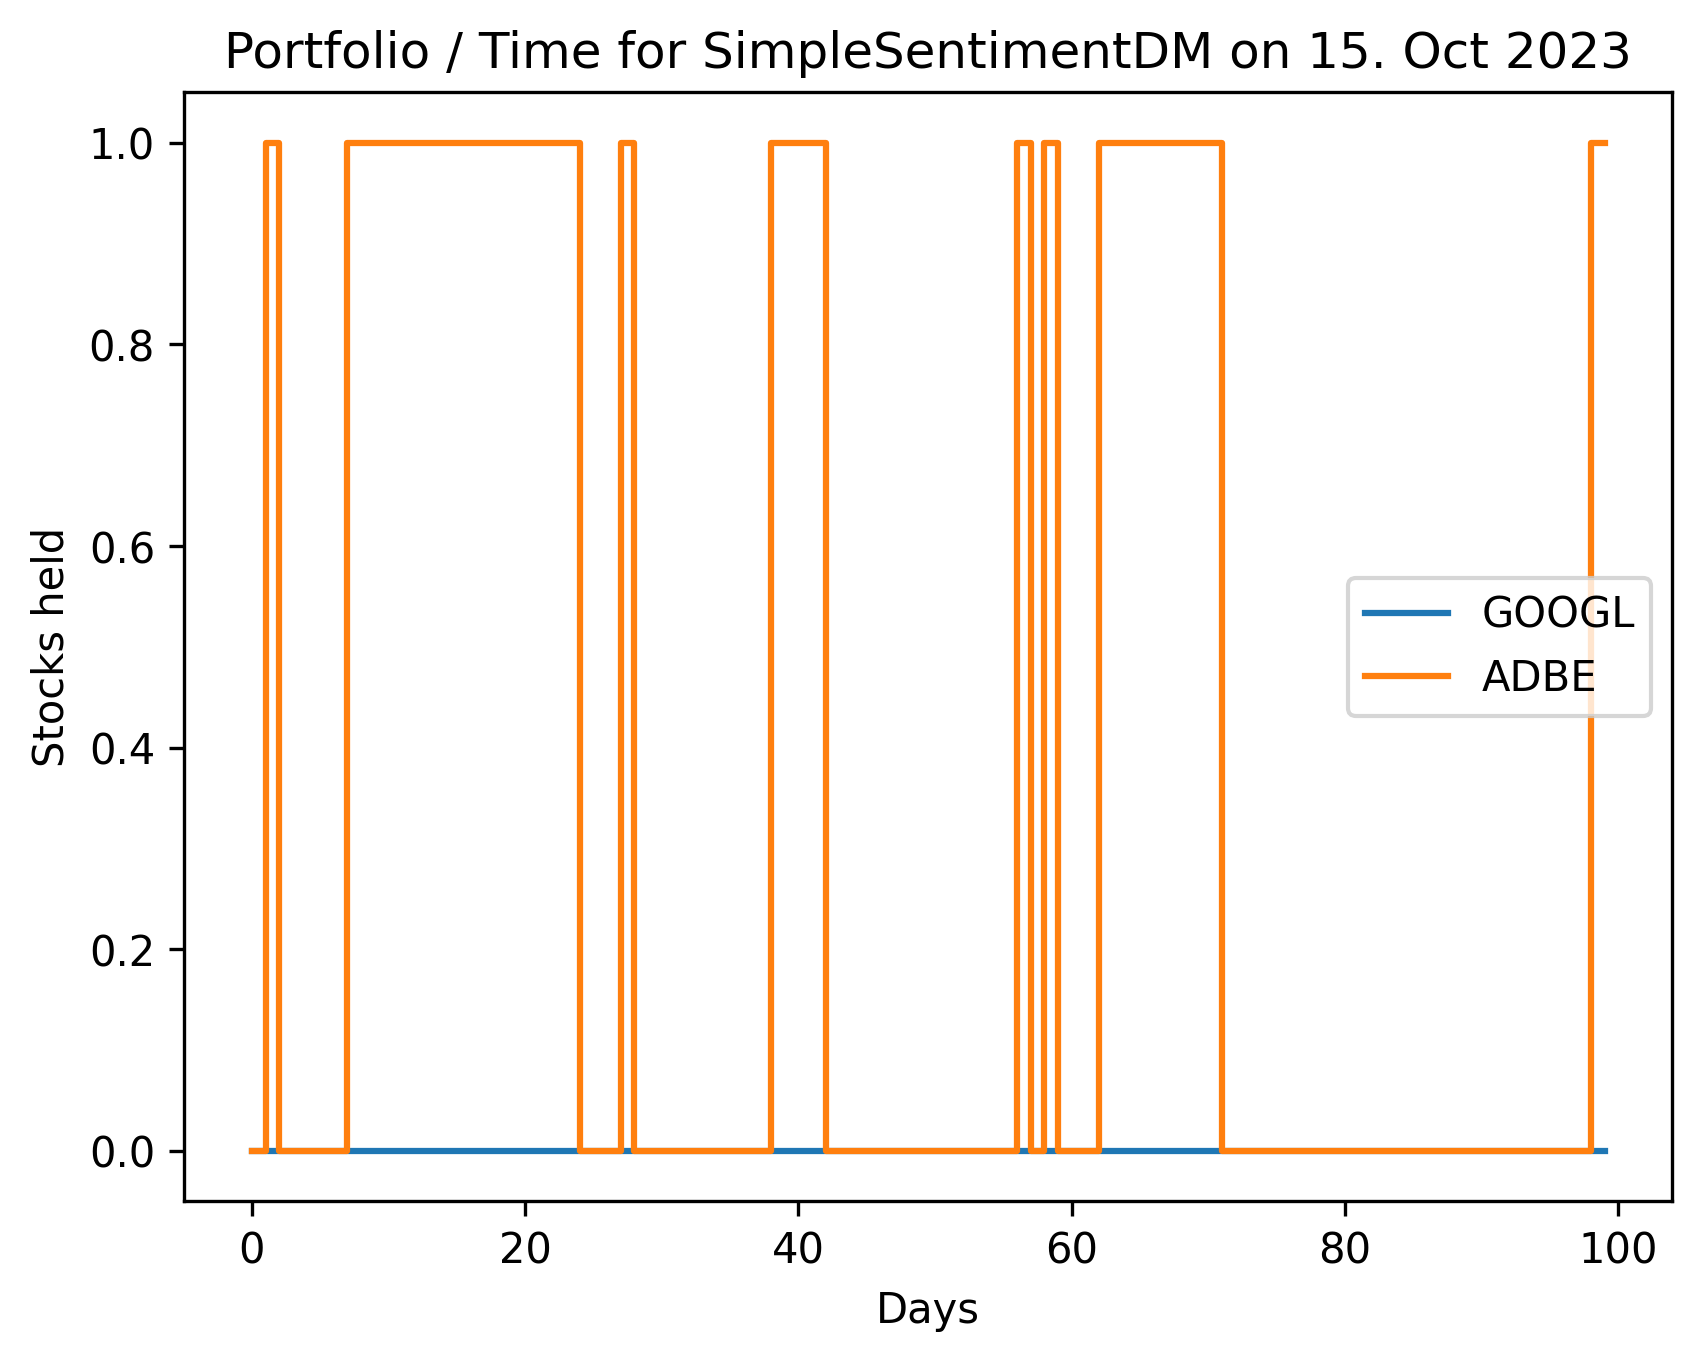 Portfolio / Time for SimpleSentimentDM on 15. Oct 2023
1.0
0.8
0.6
0.4
0.2
0.0
Stocks held
GOOGL
ADBE
0 20 40 60 80 100
Days